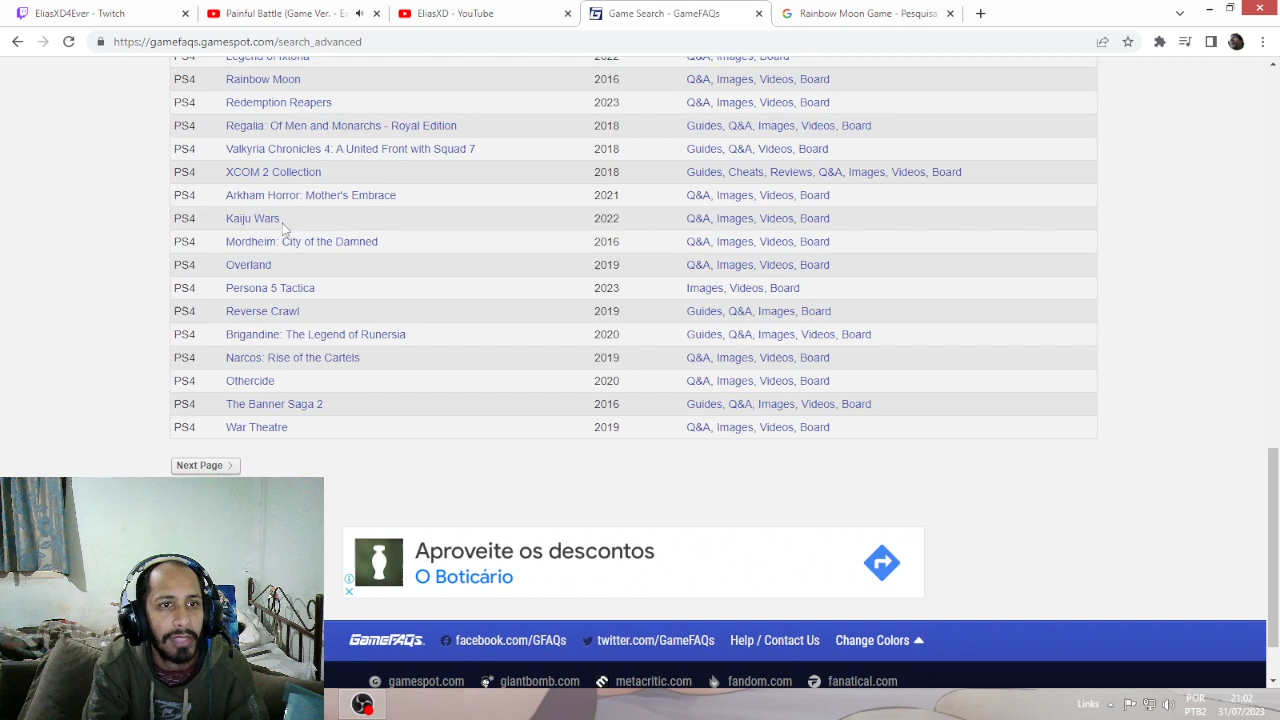 EliasXD4Ever - Twitch
Painful Battle (Game Ver. - E
EliasXD - YouTube
Game Search - GameFAQs
Rainbow Moon Game - Pesquisa
https://gamefaqs.gamespot.com/search_advanced
Legend of Ixtona 2022 Q&A, Images, Board
PS4 Rainbow Moon 2016 Q&A, Images, Videos, Board
PS4 Redemption Reapers 2023 Q&A, Images, Videos, Board
PS4 Regalia: Of Men and Monarchs - Royal Edition 2018 Guides, Q&A, Images, Videos, Board
PS4 Valkyria Chronicles 4: A United Front with Squad 7 2018 Guides, Q&A, Videos, Board
PS4 XCOM 2 Collection 2018 Guides, Cheats, Reviews, Q&A, Images, Videos, Board
PS4 Arkham Horror: Mother's Embrace 2021 Q&A, Images, Videos, Board
PS4 Kaiju Wars 2022 Q&A, Images, Videos, Board
PS4 Mordheim: City of the Damned 2016 Q&A, Images, Videos, Board
PS4 Overland 2019 Q&A, Images, Videos, Board
PS4 Persona 5 Tactica 2023 Images, Videos, Board
PS4 Reverse Crawl 2019 Guides, Q&A, Images, Board
PS4 Brigandine: The Legend of Runersia 2020 Guides, Q&A, Images, Videos, Board
PS4 Narcos: Rise of the Cartels 2019 Q&A, Images, Videos, Board
PS4 Othercide 2020 Q&A, Images, Videos, Board
PS4 The Banner Saga 2 2016 Guides, Q&A, Images, Videos, Board
PS4 War Theatre 2019 Q&A, Images, Videos, Board
Next Page
Aproveite os descontos
O Boticário
GameFAQs. facebook.com/GFAQs twitter.com/GameFAQs Help / Contact Us Change Colors
gamespot.com giantbomb.com metacritic.com fandom.com fanatical.com
Links
POR
PTB2
21:02
31/07/2023